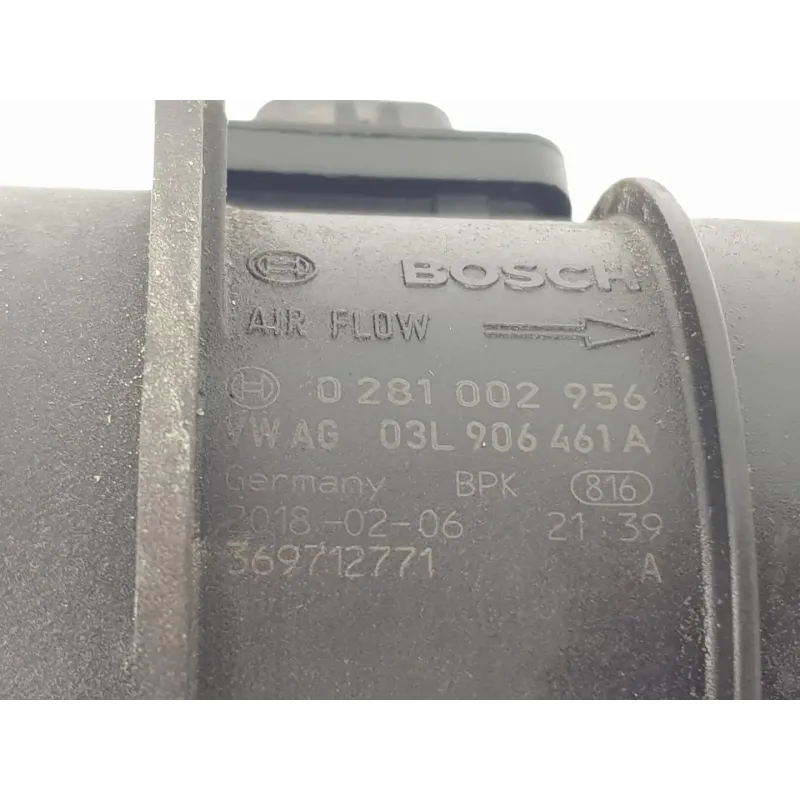 BOSCH
AIR FLOW
0 281 002 956
VW AG 03L 906 461 A
Germany BPK 816
2018-02-06 21:39
369712771 A